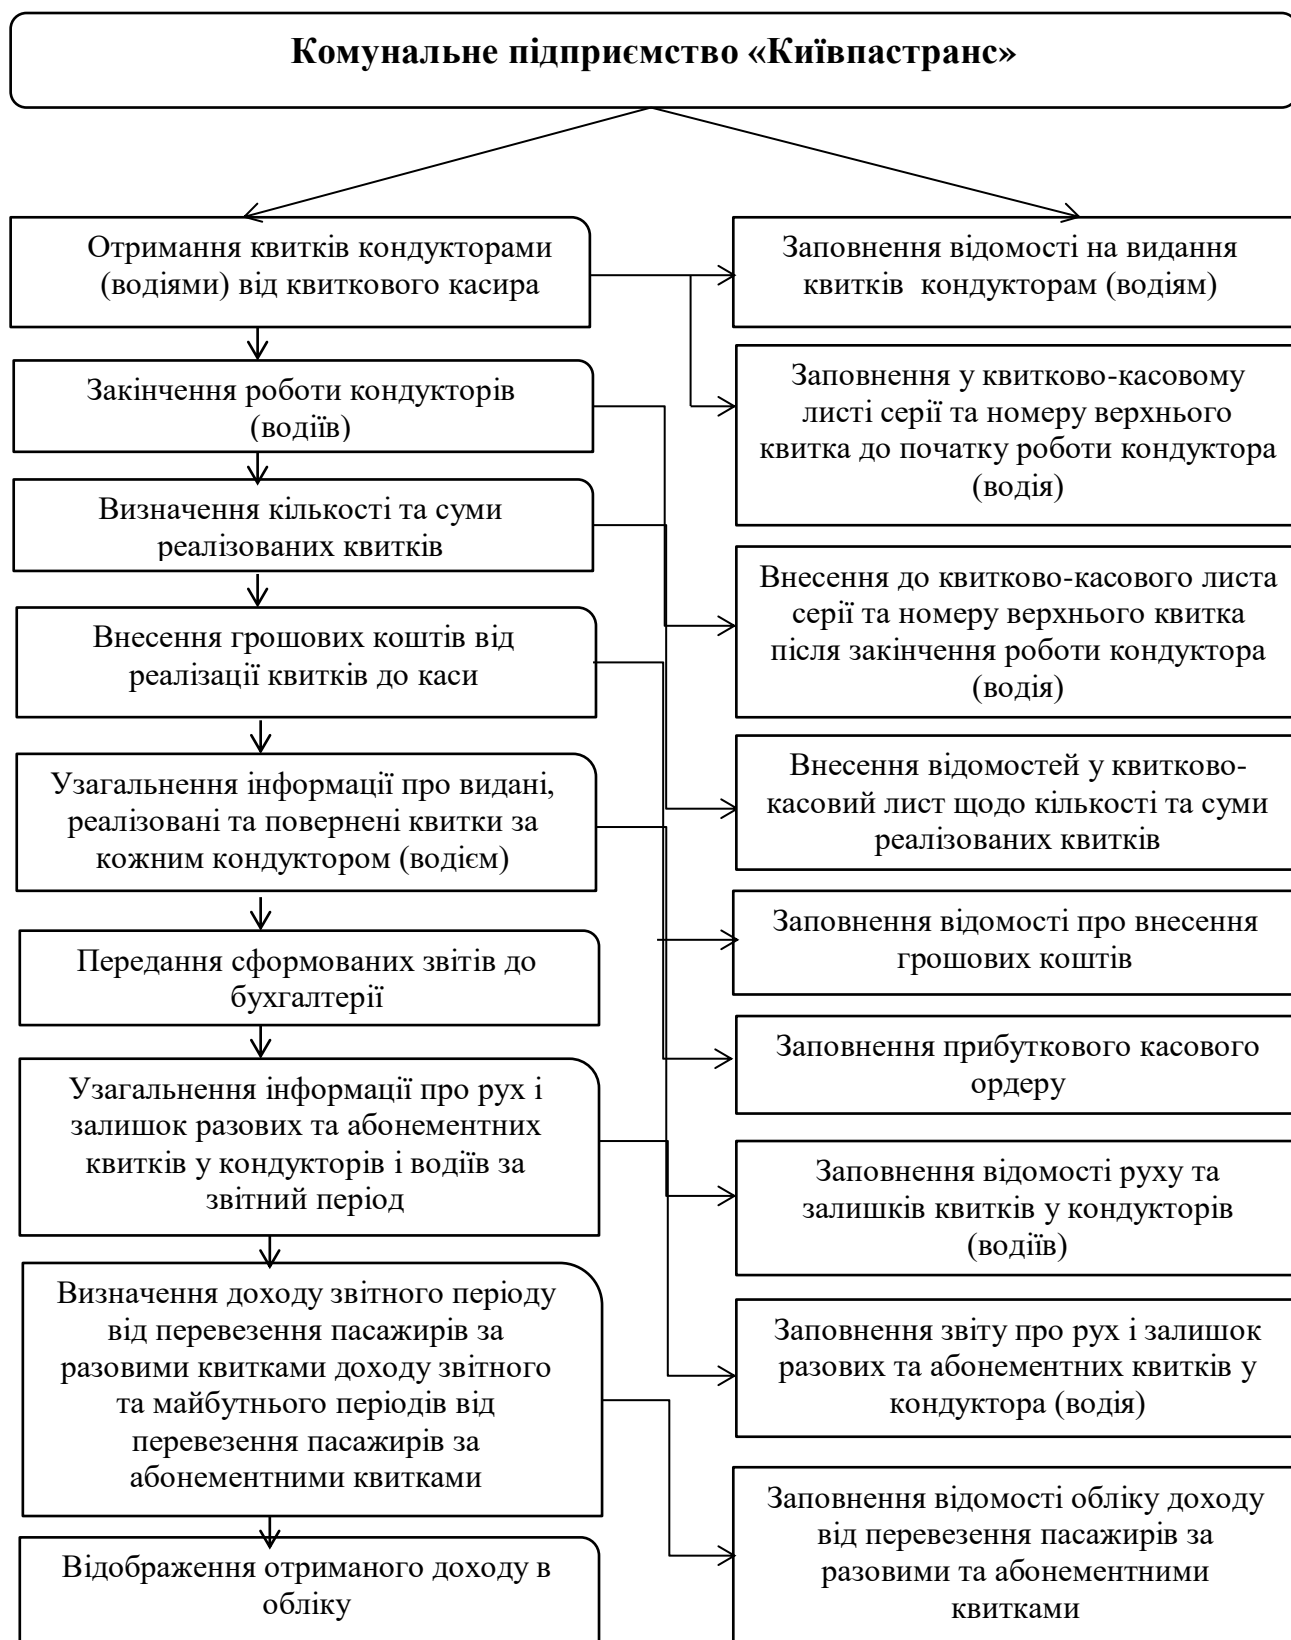 Комунальне підприємство «Київпастранс»
Отримання квитків кондукторами
(водіями) від квиткового касира
Закінчення роботи кондукторів
(водіїв)
Визначення кількості та суми
реалізованих квитків
Внесення грошових коштів від
реалізації квитків до каси
Узагальнення інформації про видані,
реалізовані та повернені квитки за
кожним кондуктором (водієм)
Передання сформованих звітів до
бухгалтерії
Узагальнення інформації про рух і
залишок разових та абонементних
квитків у кондукторів і водіїв за
звітний період
Визначення доходу звітного періоду
від перевезення пасажирів за
разовими квитками доходу звітного
та майбутнього періодів від
перевезення пасажирів за
абонементними квитками
Відображення отриманого доходу в
обліку
Заповнення відомості на видання
квитків кондукторам (водіям)
Заповнення у квитково-касовому
листі серії та номеру верхнього
квитка до початку роботи кондуктора
(водія)
Внесення до квитково-касового листа
серії та номеру верхнього квитка
після закінчення роботи кондуктора
(водія)
Внесення відомостей у квитково-
касовий лист щодо кількості та суми
реалізованих квитків
Заповнення відомості про внесення
грошових коштів
Заповнення прибуткового касового
ордеру
Заповнення відомості руху та
залишків квитків у кондукторів
(водіїв)
Заповнення звіту про рух і залишок
разових та абонементних квитків у
кондуктора (водія)
Заповнення відомості обліку доходу
від перевезення пасажирів за
разовими та абонементними
квитками